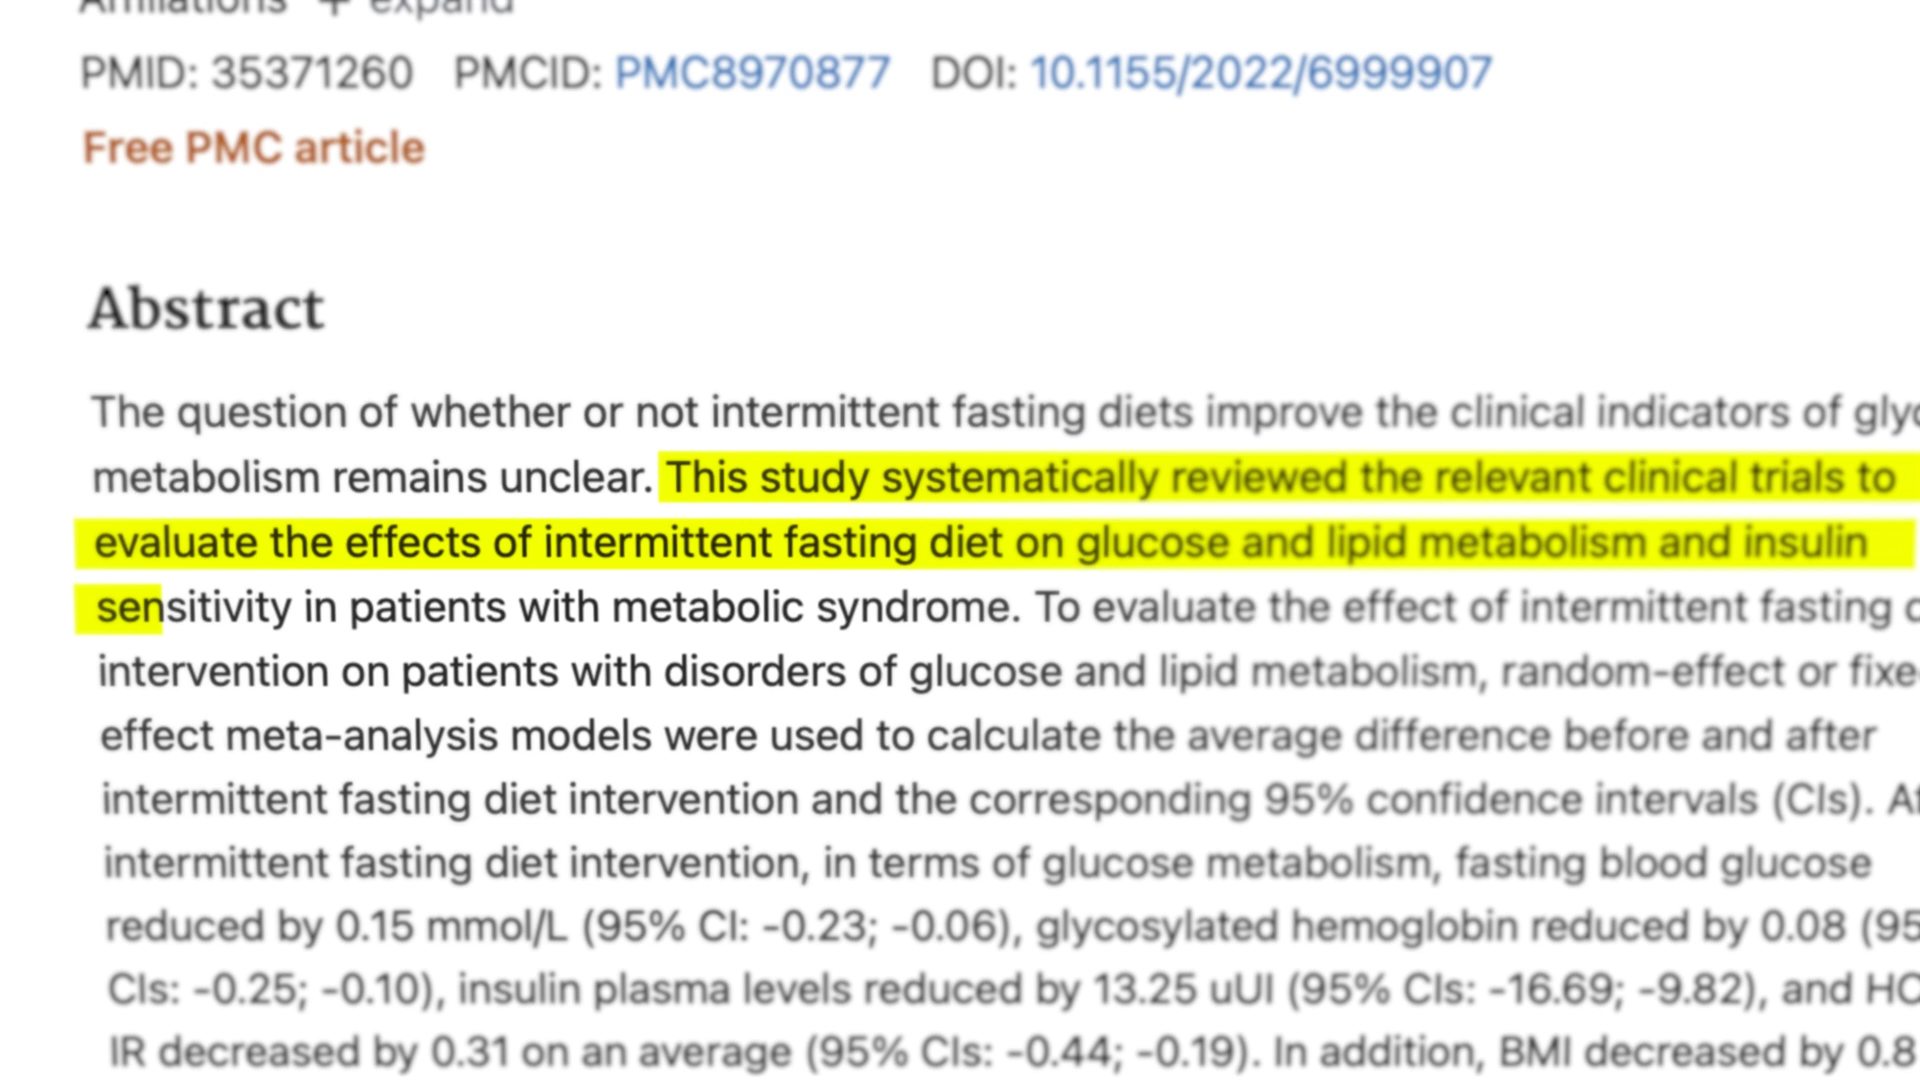 Affiliations + expand
PMID: 35371260 PMCID: PMC8970877 DOI: 10.1155/2022/6999907
Free PMC article
Abstract
The question of whether or not intermittent fasting diets improve the clinical indicators of glyc
metabolism remains unclear. This study systematically reviewed the relevant clinical trials to
evaluate the effects of intermittent fasting diet on glucose and lipid metabolism and insulin
sensitivity in patients with metabolic syndrome. To evaluate the effect of intermittent fasting d
intervention on patients with disorders of glucose and lipid metabolism, random-effect or fixe-
effect meta-analysis models were used to calculate the average difference before and after
intermittent fasting diet intervention and the corresponding 95% confidence intervals (CIs). Af
intermittent fasting diet intervention, in terms of glucose metabolism, fasting blood glucose
reduced by 0.15 mmol/L (95% CI: -0.23; -0.06), glycosylated hemoglobin reduced by 0.08 (95
CIs: -0.25; -0.10), insulin plasma levels reduced by 13.25 uUI (95% CIs: -16.69; -9.82), and HO
IR decreased by 0.31 on an average (95% CIs: -0.44; -0.19). In addition, BMI decreased by 0.8